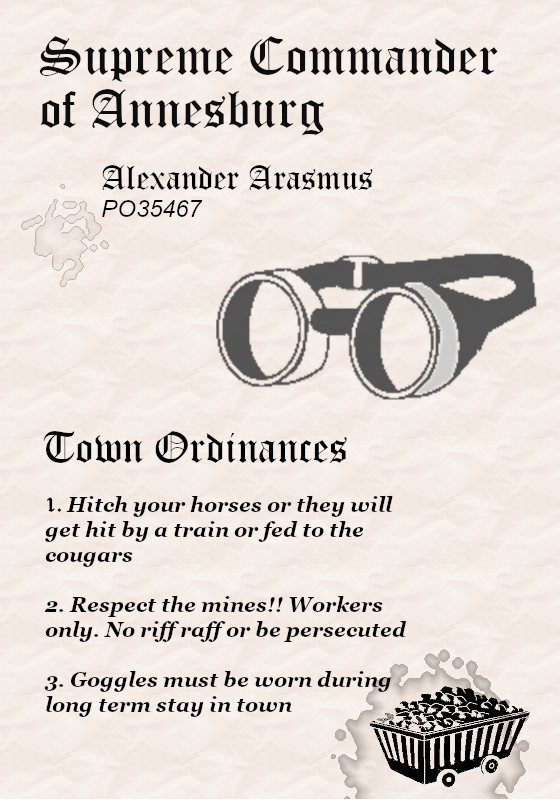 Supreme Commander
of Annesburg
Alexander Arasmus
PO35467
Town Ordinances
1. Hitch your horses or they will
get hit by a train or fed to the
cougars
2. Respect the mines!! Workers
only. No riff raff or be persecuted
3. Goggles must be worn during
long term stay in town